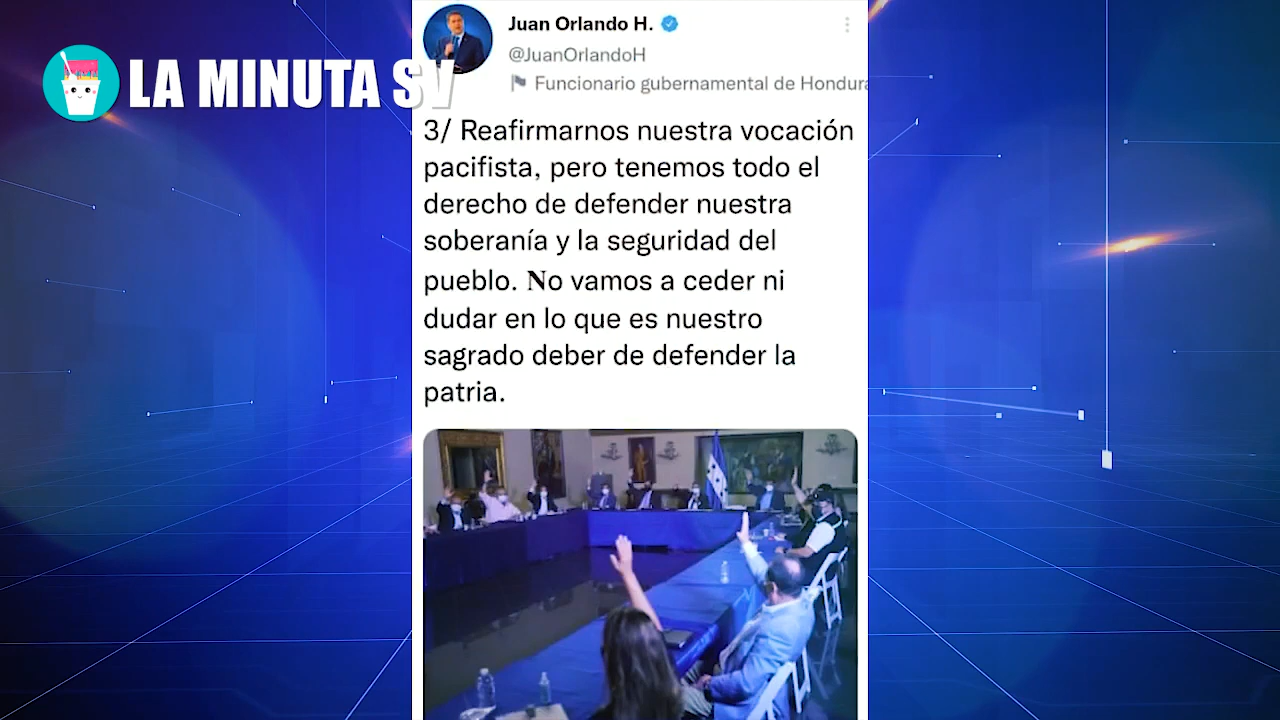 LA MINUTA SV
Juan Orlando H.
@JuanOrlandoH
Funcionario gubernamental de Hondura
3/ Reafirmarnos nuestra vocación
pacifista, pero tenemos todo el
derecho de defender nuestra
soberanía y la seguridad del
pueblo. No vamos a ceder ni
dudar en lo que es nuestro
sagrado deber de defender la
patria.